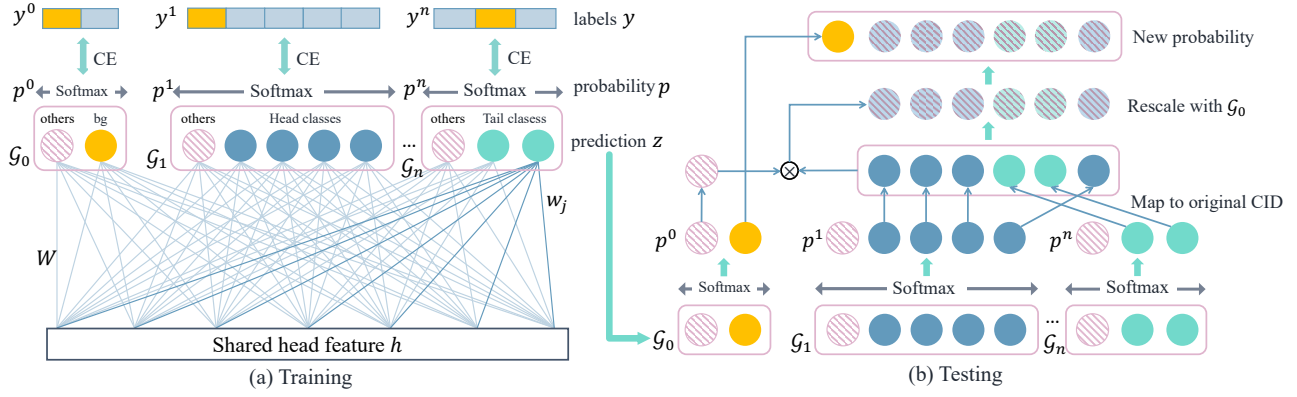 y⁰ y¹ yⁿ labels y
CE CE CE
p⁰ Softmax p¹ Softmax pⁿ Softmax probability p
others bg others Head classes others Tail clasess
𝒢₀ 𝒢₁ ... 𝒢ₙ prediction z
W wⱼ
Shared head feature h
(a) Training
New probability
Rescale with 𝒢₀
Map to original CID
p⁰ p¹ pⁿ
Softmax Softmax Softmax
𝒢₀ 𝒢₁ ... 𝒢ₙ
(b) Testing